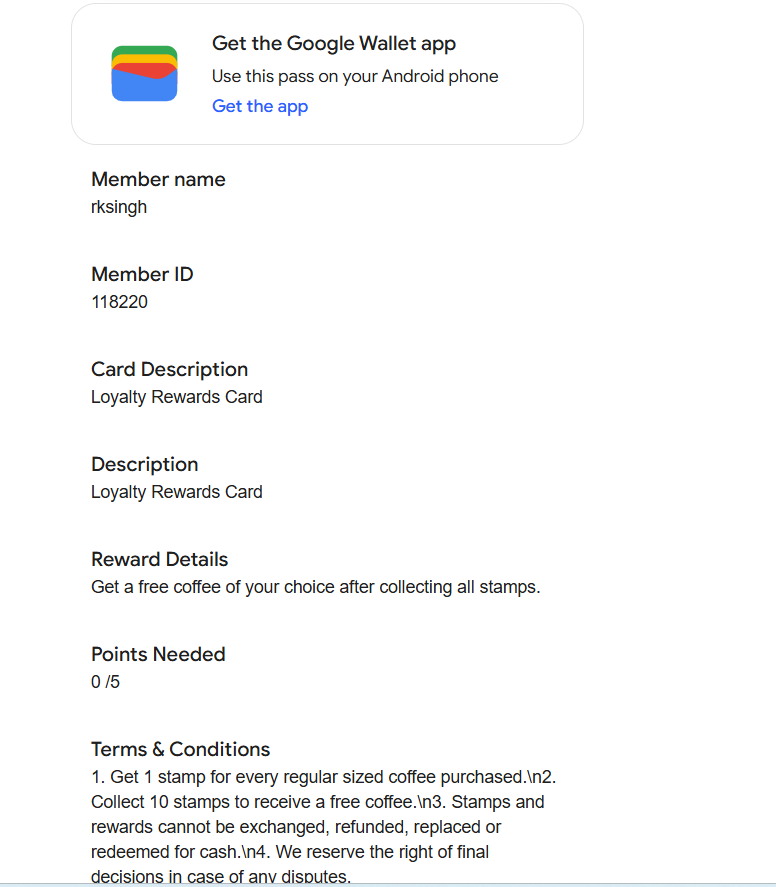 Get the Google Wallet app
Use this pass on your Android phone
Get the app
Member name
rksingh
Member ID
118220
Card Description
Loyalty Rewards Card
Description
Loyalty Rewards Card
Reward Details
Get a free coffee of your choice after collecting all stamps.
Points Needed
0 /5
Terms & Conditions
1. Get 1 stamp for every regular sized coffee purchased.\n2.
Collect 10 stamps to receive a free coffee.\n3. Stamps and
rewards cannot be exchanged, refunded, replaced or
redeemed for cash.\n4. We reserve the right of final
decisions in case of any disputes.